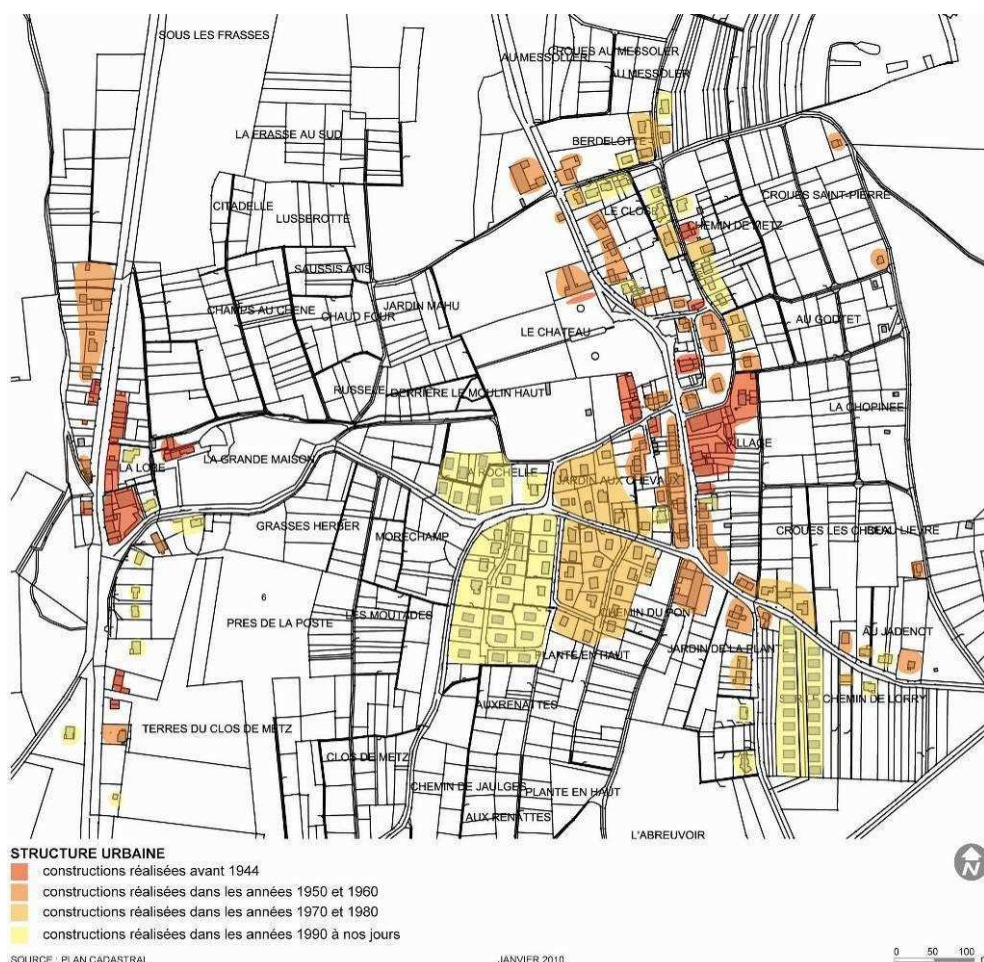 SOUS LES FRASSES
CROUES AU MESSOLER
AU MESSOLER
AU MESSOLER
LA FRASSE AU SUD
BERDELOTTE
CITADELLE
CROUES SAINT-PIERRE
LUSSEROTTE
LE CLOSE
CHEMIN DE METZ
SAUSSIS ANIS
CHAMPS AU CHENE
JARDIN MAHU
CHAUD FOUR
AU GODTET
LE CHATEAU
RUSSELE
DERRIÈRE LE MOULIN HAUT
LA CHOPINEE
VILLAGE
LA LOBE
LA GRANDE MAISON
LA ROCHELLE
JARDIN AUX CHEVAUX
GRASSES HERBER
CROUES LES CHEUX
BEAU LIEVRE
MORECHAMP
6
PRES DE LA POSTE
LES MOUTADES
CHEMIN DU PONT
AU JADENOT
PLANTE EN HAUT
JARDIN DE LA PLANT
AUXRENATTES
SUR LE CHEMIN DE LORRY
TERRES DU CLOS DE METZ
CLOS DE METZ
CHEMIN DE JAULGES
PLANTE EN HAUT
AUX RENATTES
L'ABREUVOIR
STRUCTURE URBAINE
constructions réalisées avant 1944
constructions réalisées dans les années 1950 et 1960
constructions réalisées dans les années 1970 et 1980
constructions réalisées dans les années 1990 à nos jours
N
SOURCE : PLAN CADASTRAL
JANVIER 2010
0 50 100 m